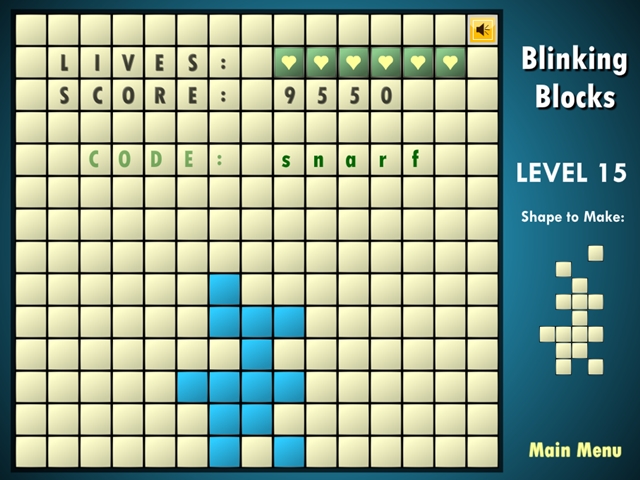 LIVES:
SCORE: 9550
CODE: snarf
Blinking
Blocks
LEVEL 15
Shape to Make:
Main Menu